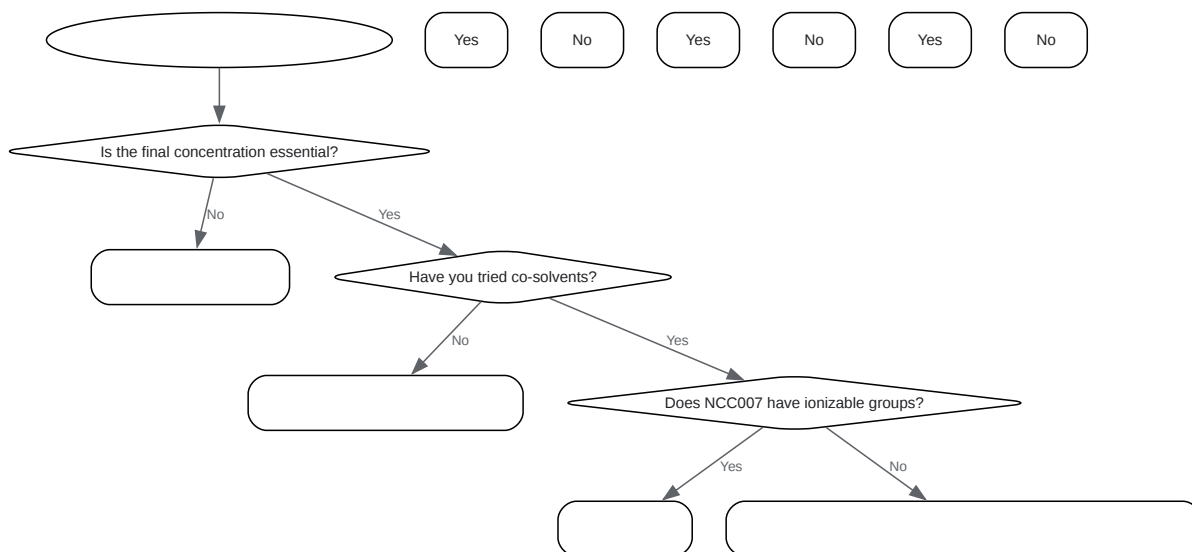 Yes
No
Yes
No
Yes
No
Is the final concentration essential?
No
Yes
Have you tried co-solvents?
No
Yes
Does NCC007 have ionizable groups?
Yes
No